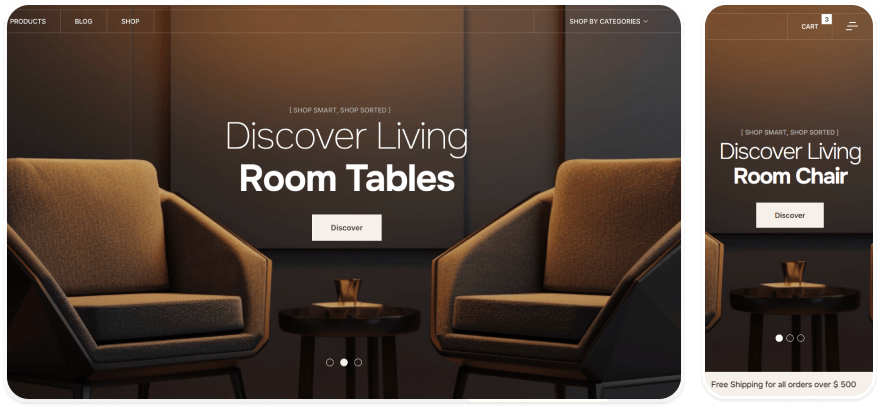 PRODUCTS
BLOG
SHOP
SHOP BY CATEGORIES
[ SHOP SMART, SHOP SORTED ]
Discover Living
Room Tables
Discover
CART
3
[ SHOP SMART, SHOP SORTED ]
Discover Living
Room Chair
Discover
Free Shipping for all orders over $ 500